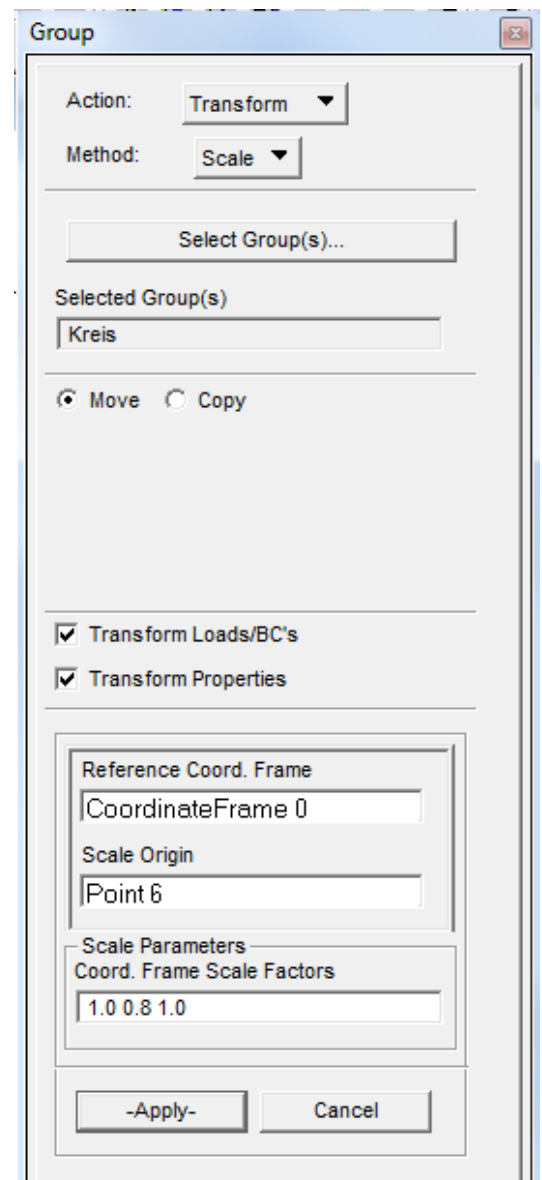 Group
Action: Transform
Method: Scale
Select Group(s)...
Selected Group(s)
Kreis
Move Copy
Transform Loads/BC's
Transform Properties
Reference Coord. Frame
CoordinateFrame 0
Scale Origin
Point 6
Scale Parameters
Coord. Frame Scale Factors
1.0 0.8 1.0
-Apply- Cancel